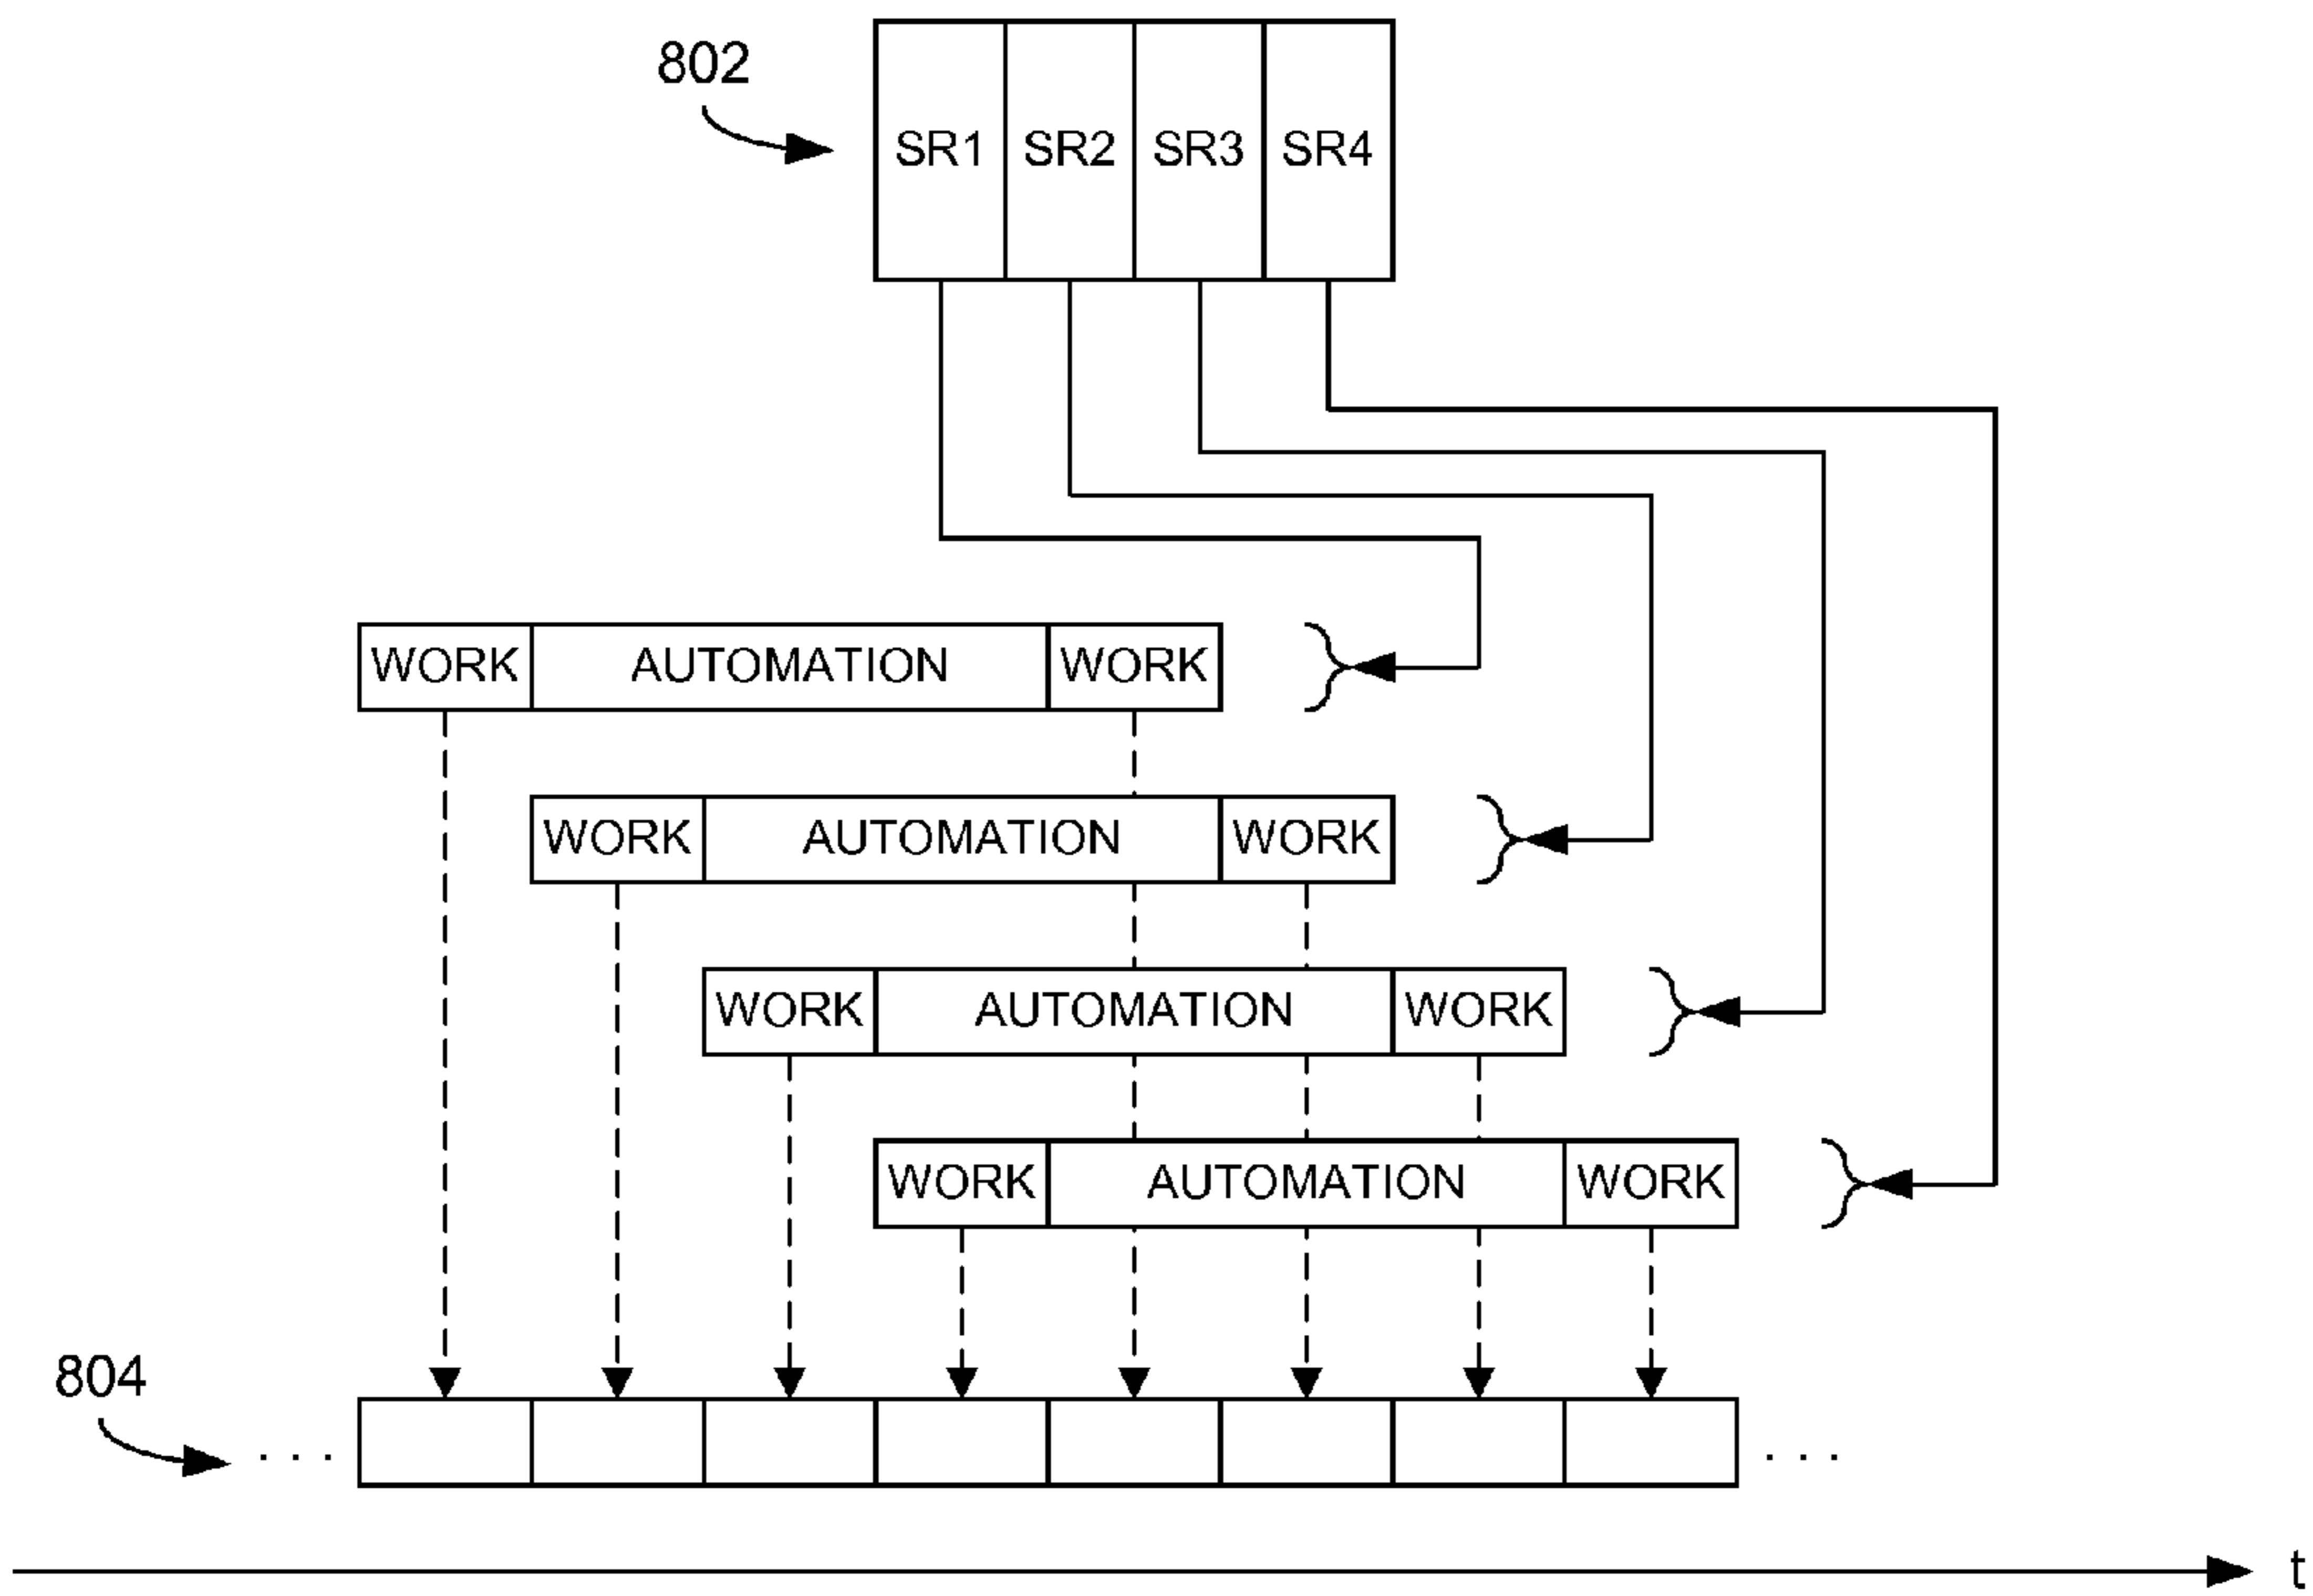 802
SR1 SR2 SR3 SR4
WORK AUTOMATION WORK
WORK AUTOMATION WORK
WORK AUTOMATION WORK
WORK AUTOMATION WORK
804
. . . . . .
t